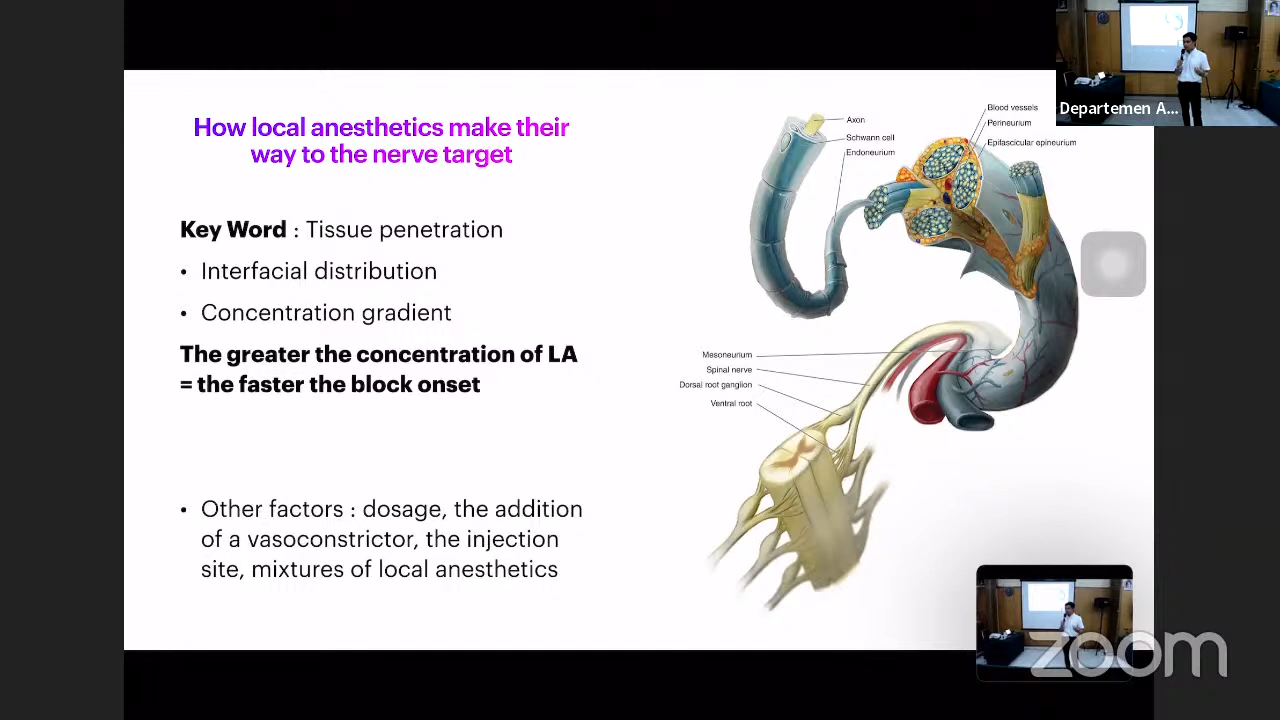 How local anesthetics make their
way to the nerve target
Key Word : Tissue penetration
• Interfacial distribution
• Concentration gradient
The greater the concentration of LA
= the faster the block onset
• Other factors : dosage, the addition
of a vasoconstrictor, the injection
site, mixtures of local anesthetics
Axon
Schwann cell
Endoneurium
Blood vessels
Perineurium
Epifascicular epineurium
Mesoneurium
Spinal nerve
Dorsal root ganglion
Ventral root
Departemen A...
zoom